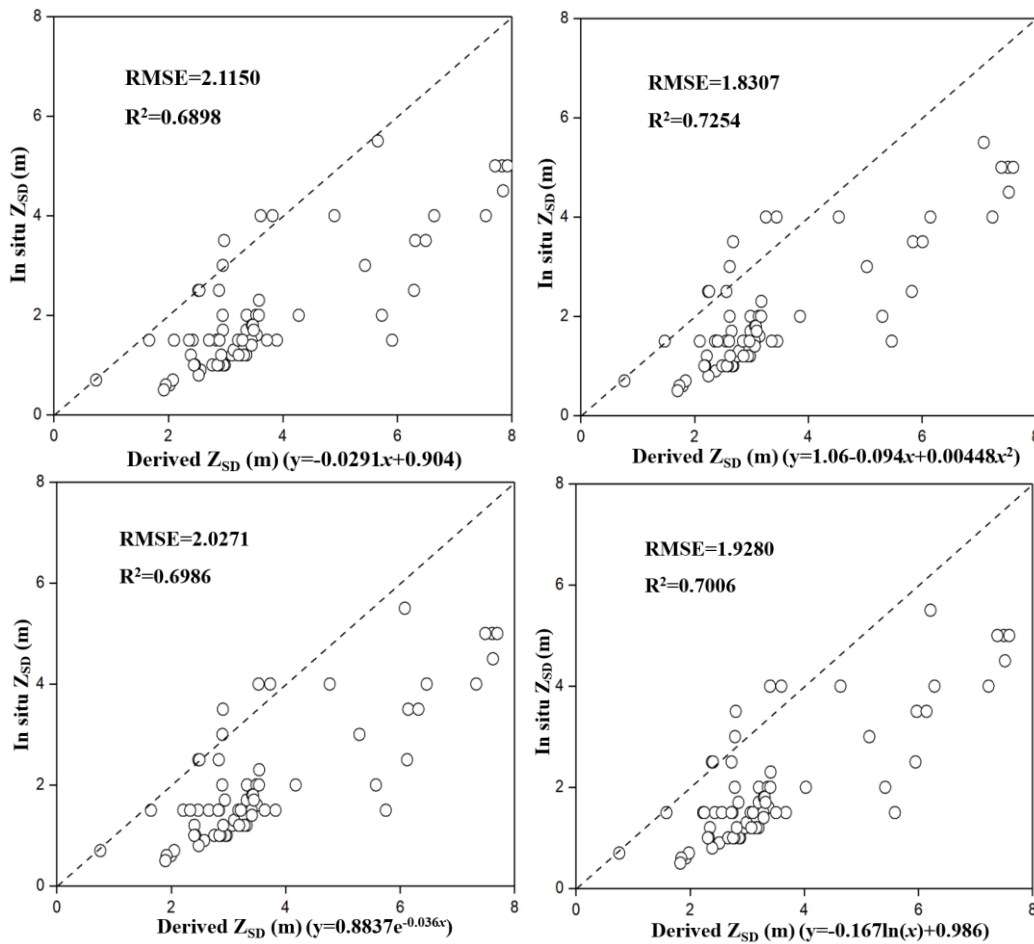 8
6
4
2
0
In situ Z_SD (m)
RMSE=2.1150
R²=0.6898
0 2 4 6 8
Derived Z_SD (m) (y=-0.0291x+0.904)
8
6
4
2
0
In situ Z_SD (m)
RMSE=1.8307
R²=0.7254
0 2 4 6 8
Derived Z_SD (m) (y=1.06-0.094x+0.00448x²)
8
6
4
2
0
In situ Z_SD (m)
RMSE=2.0271
R²=0.6986
0 2 4 6 8
Derived Z_SD (m) (y=0.8837e^-0.036x)
8
6
4
2
0
In situ Z_SD (m)
RMSE=1.9280
R²=0.7006
0 2 4 6 8
Derived Z_SD (m) (y=-0.167ln(x)+0.986)